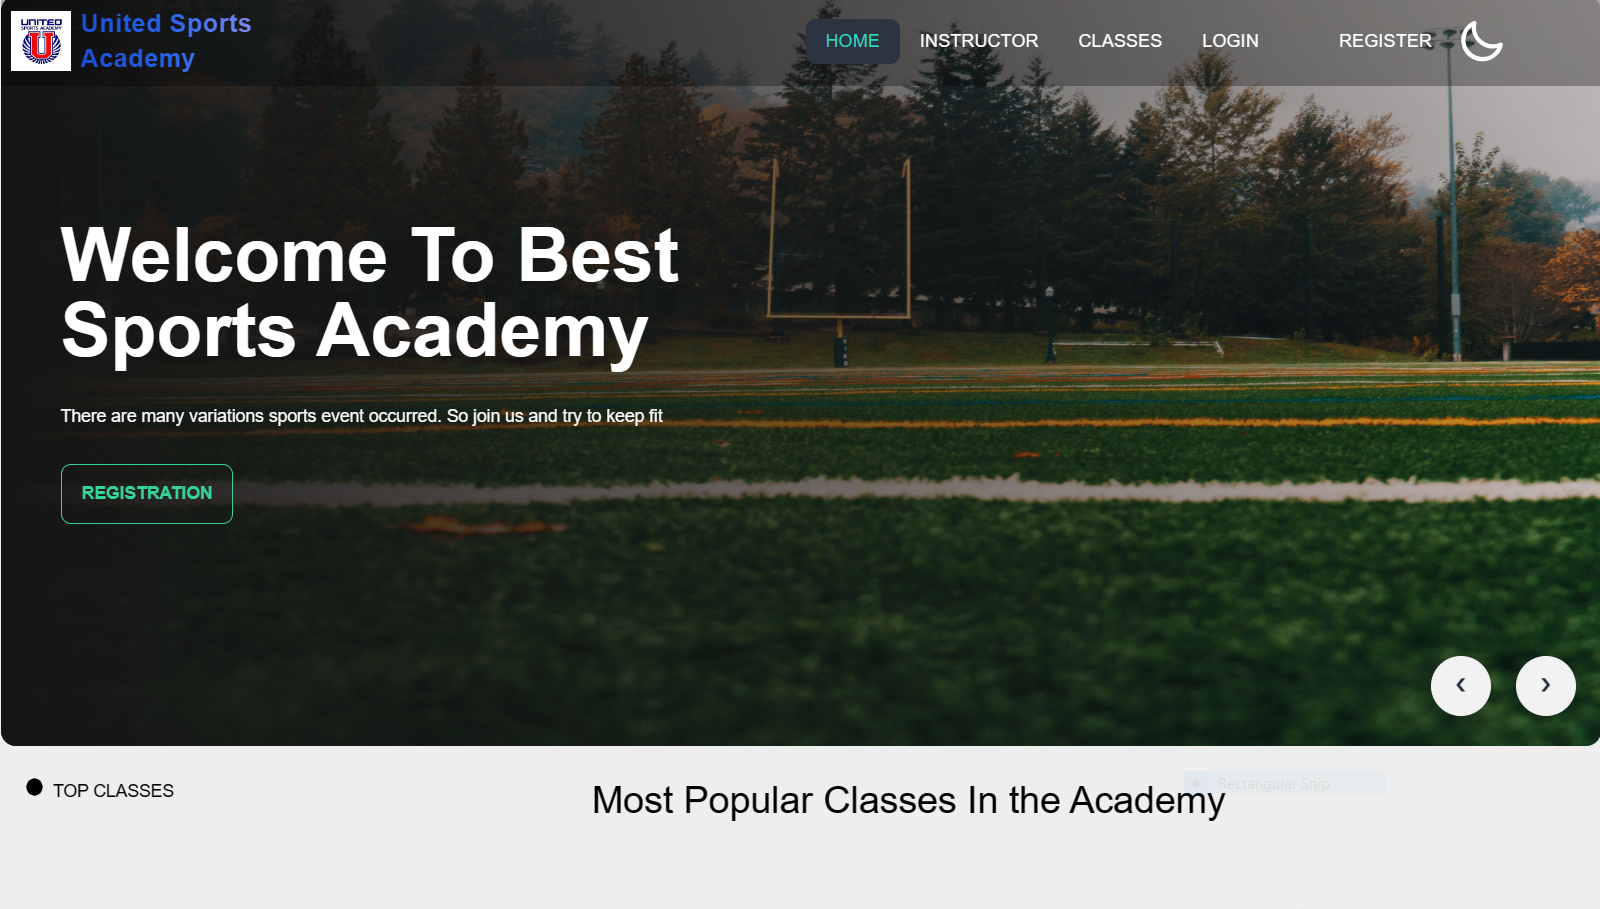 UNITED
SPORTS ACADEMY
U
United Sports
Academy
HOME
INSTRUCTOR
CLASSES
LOGIN
REGISTER
Welcome To Best
Sports Academy
There are many variations sports event occurred. So join us and try to keep fit
REGISTRATION
‹
›
TOP CLASSES
Most Popular Classes In the Academy
Rectangular Snip